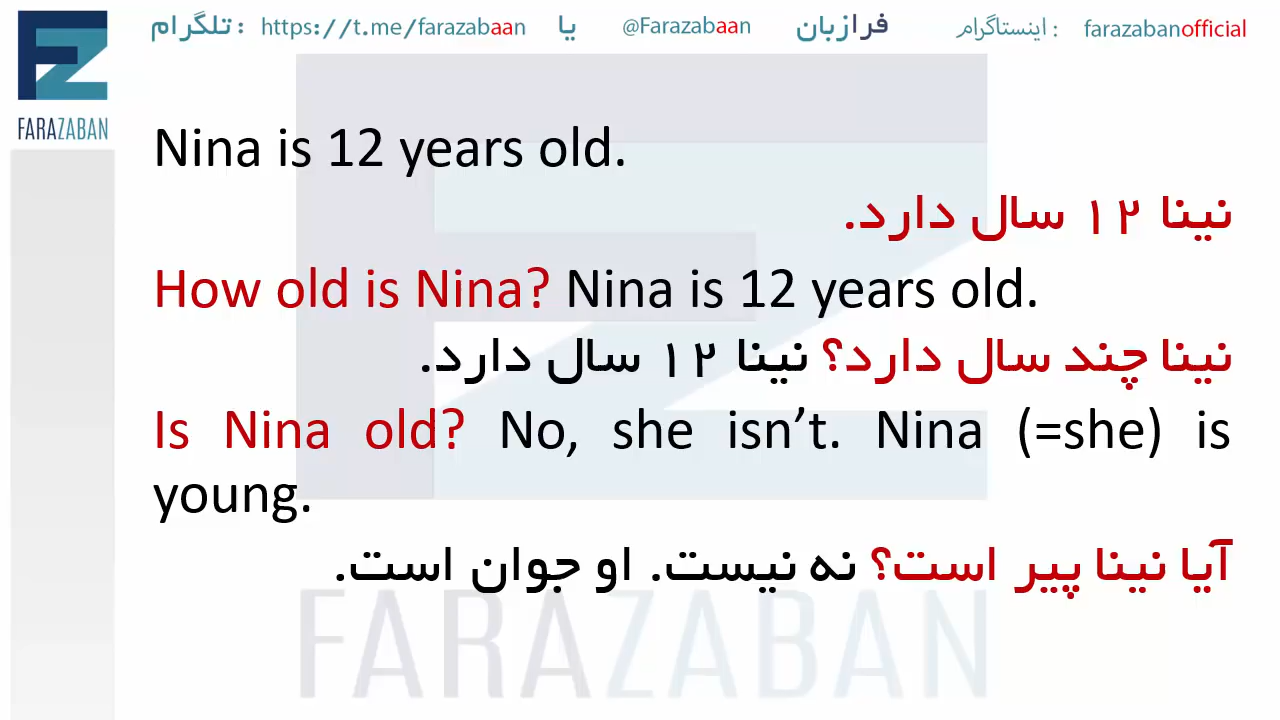 تلگرام : https://t.me/farazabaan یا @Farazabaan فرازبان اینستاگرام : farazabanofficial
FARAZABAN
Nina is 12 years old.
نینا ۱۲ سال دارد.
How old is Nina? Nina is 12 years old.
نینا چند سال دارد؟ نینا ۱۲ سال دارد.
Is Nina old? No, she isn’t. Nina (=she) is
young.
آیا نینا پیر است؟ نه نیست. او جوان است.
FARAZABAN